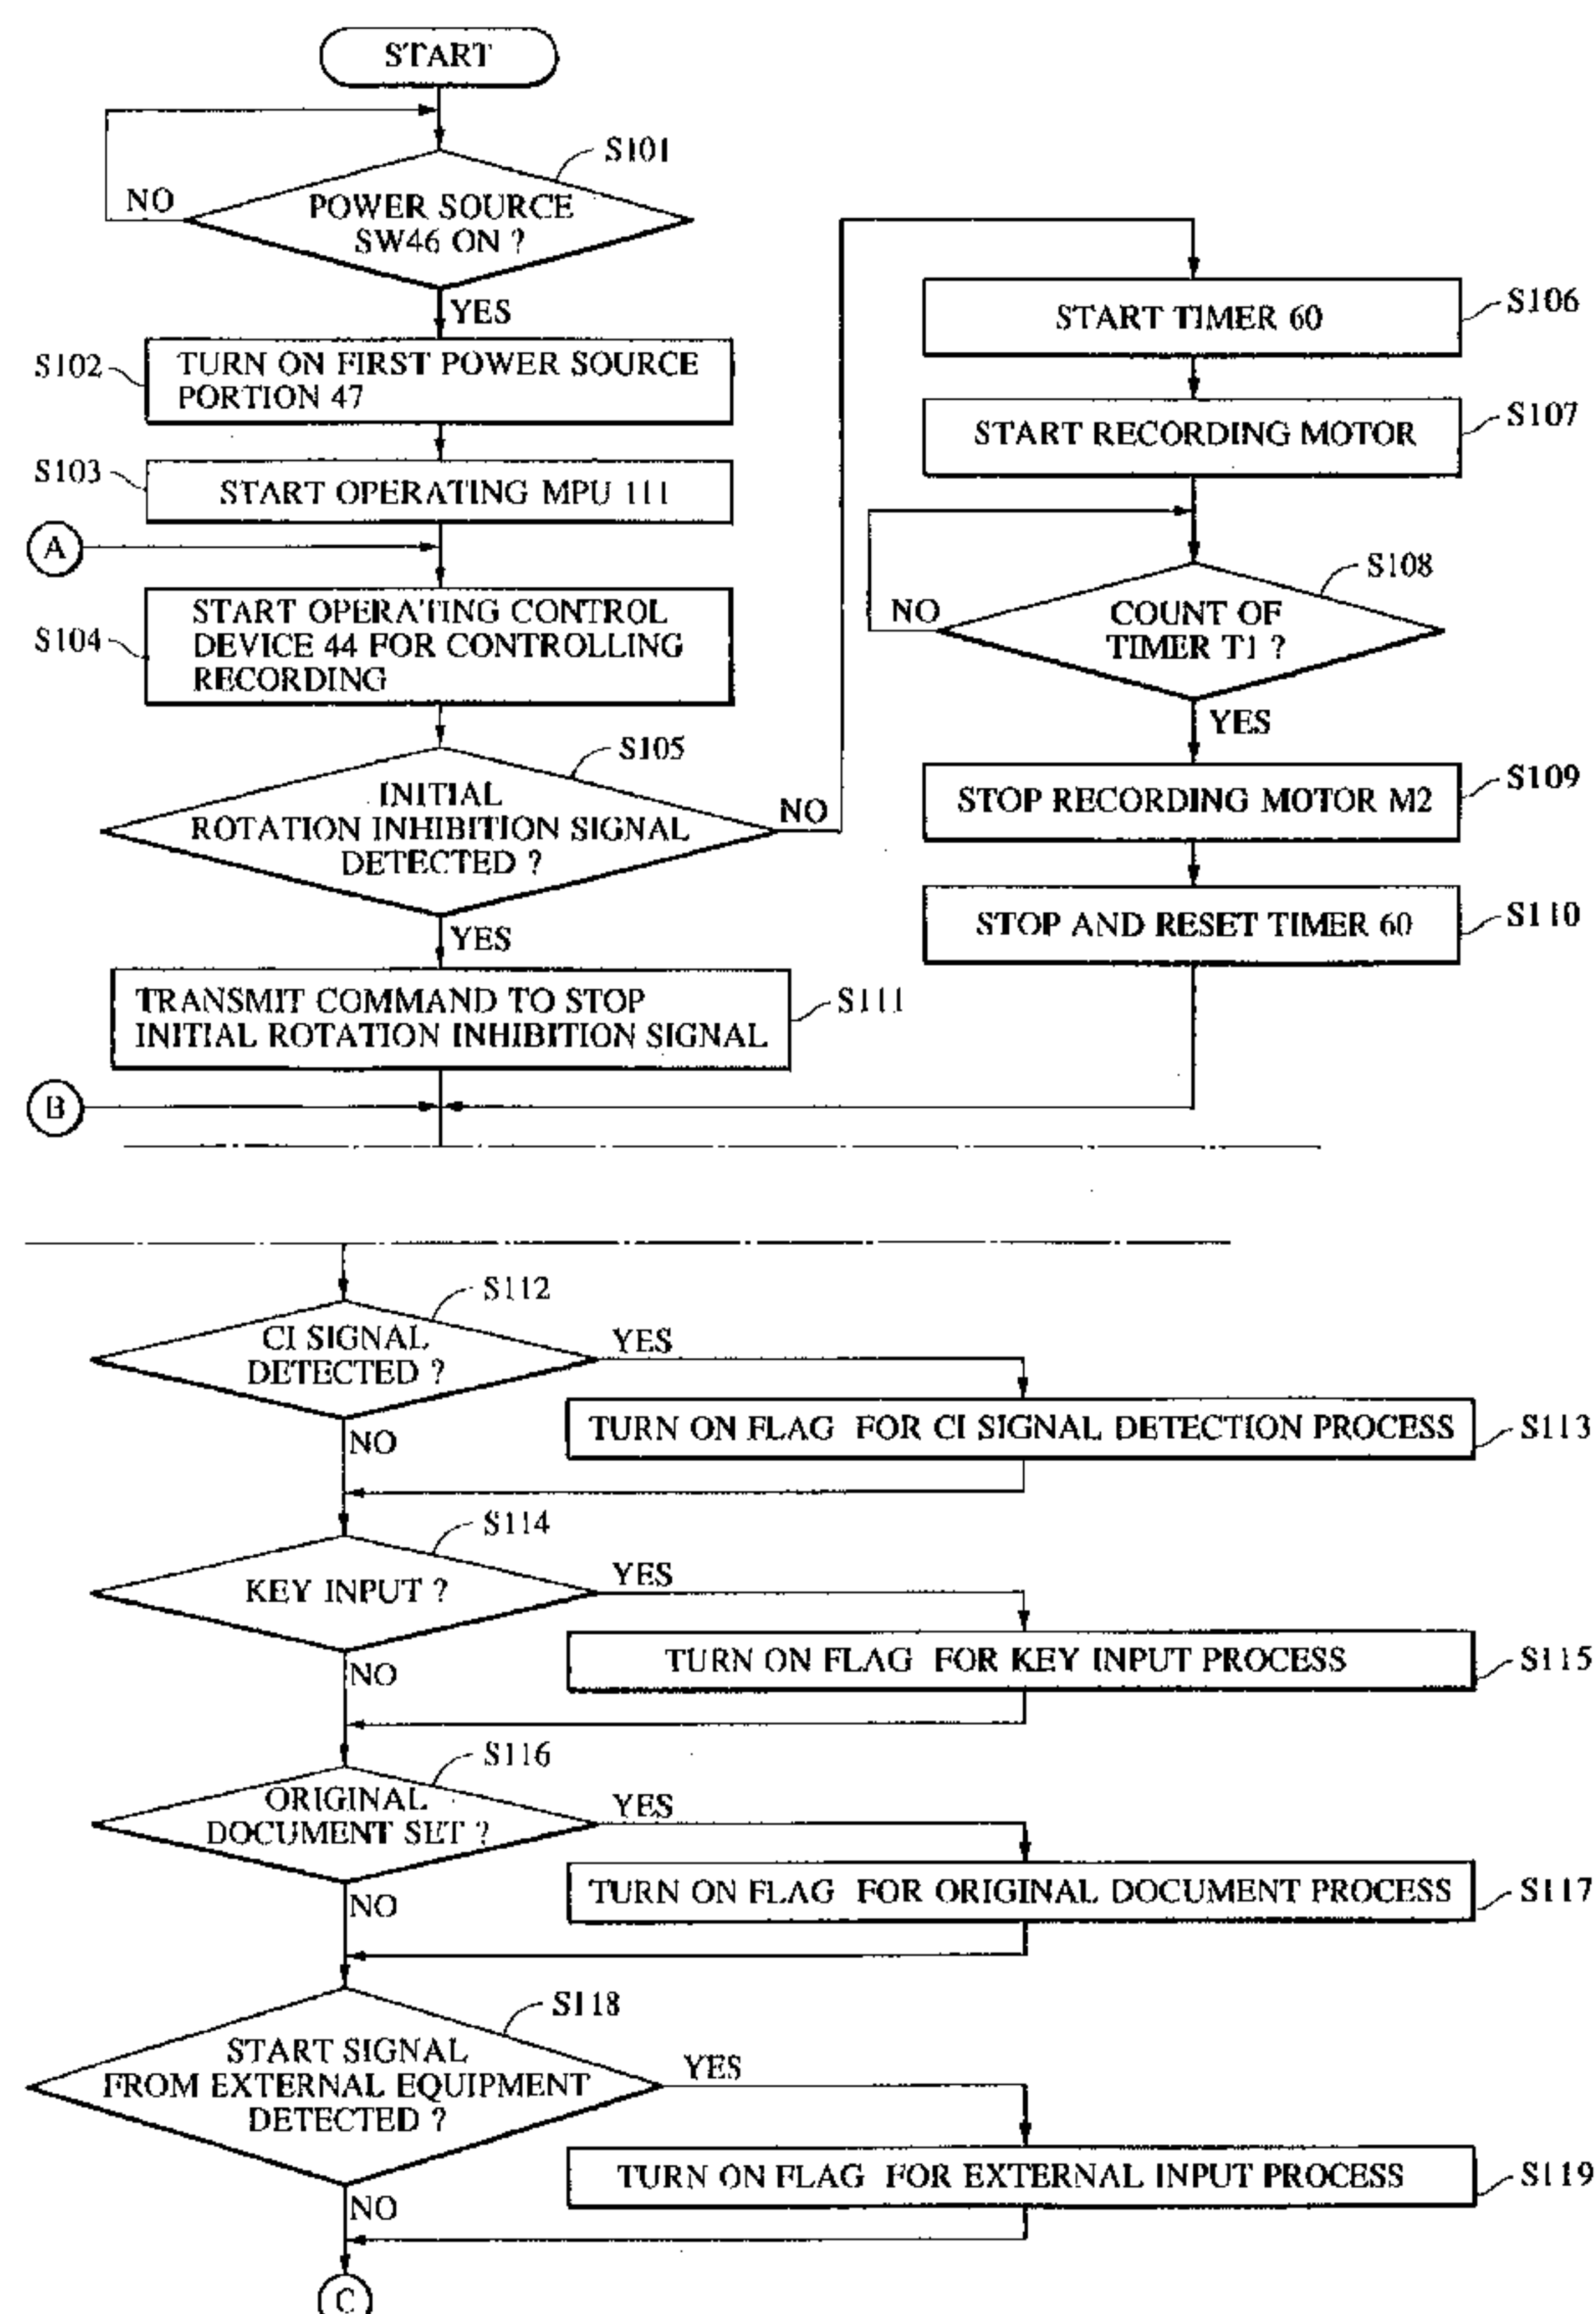 START
S101
NO
POWER SOURCE
SW46 ON ?
YES
S102
TURN ON FIRST POWER SOURCE
PORTION 47
S103
START OPERATING MPU 111
A
S104
START OPERATING CONTROL
DEVICE 44 FOR CONTROLLING
RECORDING
S105
INITIAL
ROTATION INHIBITION SIGNAL
DETECTED ?
NO
YES
TRANSMIT COMMAND TO STOP
INITIAL ROTATION INHIBITION SIGNAL
S111
B
START TIMER 60
S106
START RECORDING MOTOR
S107
S108
NO
COUNT OF
TIMER T1 ?
YES
STOP RECORDING MOTOR M2
S109
STOP AND RESET TIMER 60
S110
S112
CI SIGNAL
DETECTED ?
YES
NO
TURN ON FLAG FOR CI SIGNAL DETECTION PROCESS
S113
S114
KEY INPUT ?
YES
NO
TURN ON FLAG FOR KEY INPUT PROCESS
S115
S116
ORIGINAL
DOCUMENT SET ?
YES
NO
TURN ON FLAG FOR ORIGINAL DOCUMENT PROCESS
S117
S118
START SIGNAL
FROM EXTERNAL EQUIPMENT
DETECTED ?
YES
NO
TURN ON FLAG FOR EXTERNAL INPUT PROCESS
S119
C